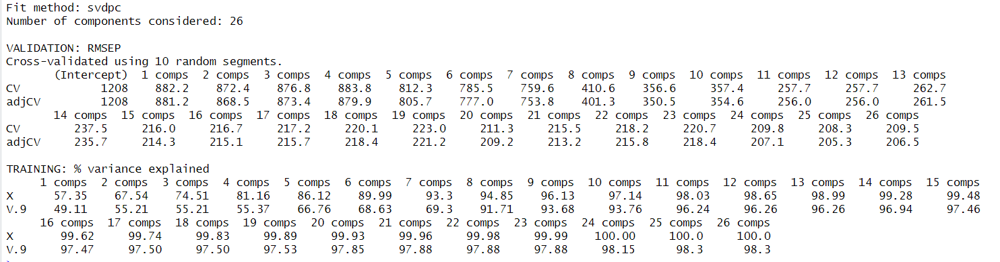 Fit method: svdpc
Number of components considered: 26

VALIDATION: RMSEP
Cross-validated using 10 random segments.
       (Intercept)  1 comps  2 comps  3 comps  4 comps  5 comps  6 comps  7 comps  8 comps  9 comps  10 comps  11 comps  12 comps  13 comps
CV            1208    882.2    872.4    876.8    883.8    812.3    785.5    759.6    410.6    356.6     357.4     257.7     257.7     262.7
adjCV         1208    881.2    868.5    873.4    879.9    805.7    777.0    753.8    401.3    350.5     354.6     256.0     256.0     261.5
       14 comps  15 comps  16 comps  17 comps  18 comps  19 comps  20 comps  21 comps  22 comps  23 comps  24 comps  25 comps  26 comps
CV        237.5     216.0     216.7     217.2     220.1     223.0     211.3     215.5     218.2     220.7     209.8     208.3     209.5
adjCV     235.7     214.3     215.1     215.7     218.4     221.2     209.2     213.2     215.8     218.4     207.1     205.3     206.5

TRAINING: % variance explained
     1 comps  2 comps  3 comps  4 comps  5 comps  6 comps  7 comps  8 comps  9 comps  10 comps  11 comps  12 comps  13 comps  14 comps  15 comps
X      57.35    67.54    74.51    81.16    86.12    89.99     93.3    94.85    96.13     97.14     98.03     98.65     98.99     99.28     99.48
V.9    49.11    55.21    55.21    55.37    66.76    68.63     69.3    91.71    93.68     93.76     96.24     96.26     96.26     96.94     97.46
     16 comps  17 comps  18 comps  19 comps  20 comps  21 comps  22 comps  23 comps  24 comps  25 comps  26 comps
X       99.62     99.74     99.83     99.89     99.93     99.96     99.98     99.99    100.00     100.0     100.0
V.9     97.47     97.50     97.50     97.53     97.85     97.88     97.88     97.88     98.15      98.3      98.3